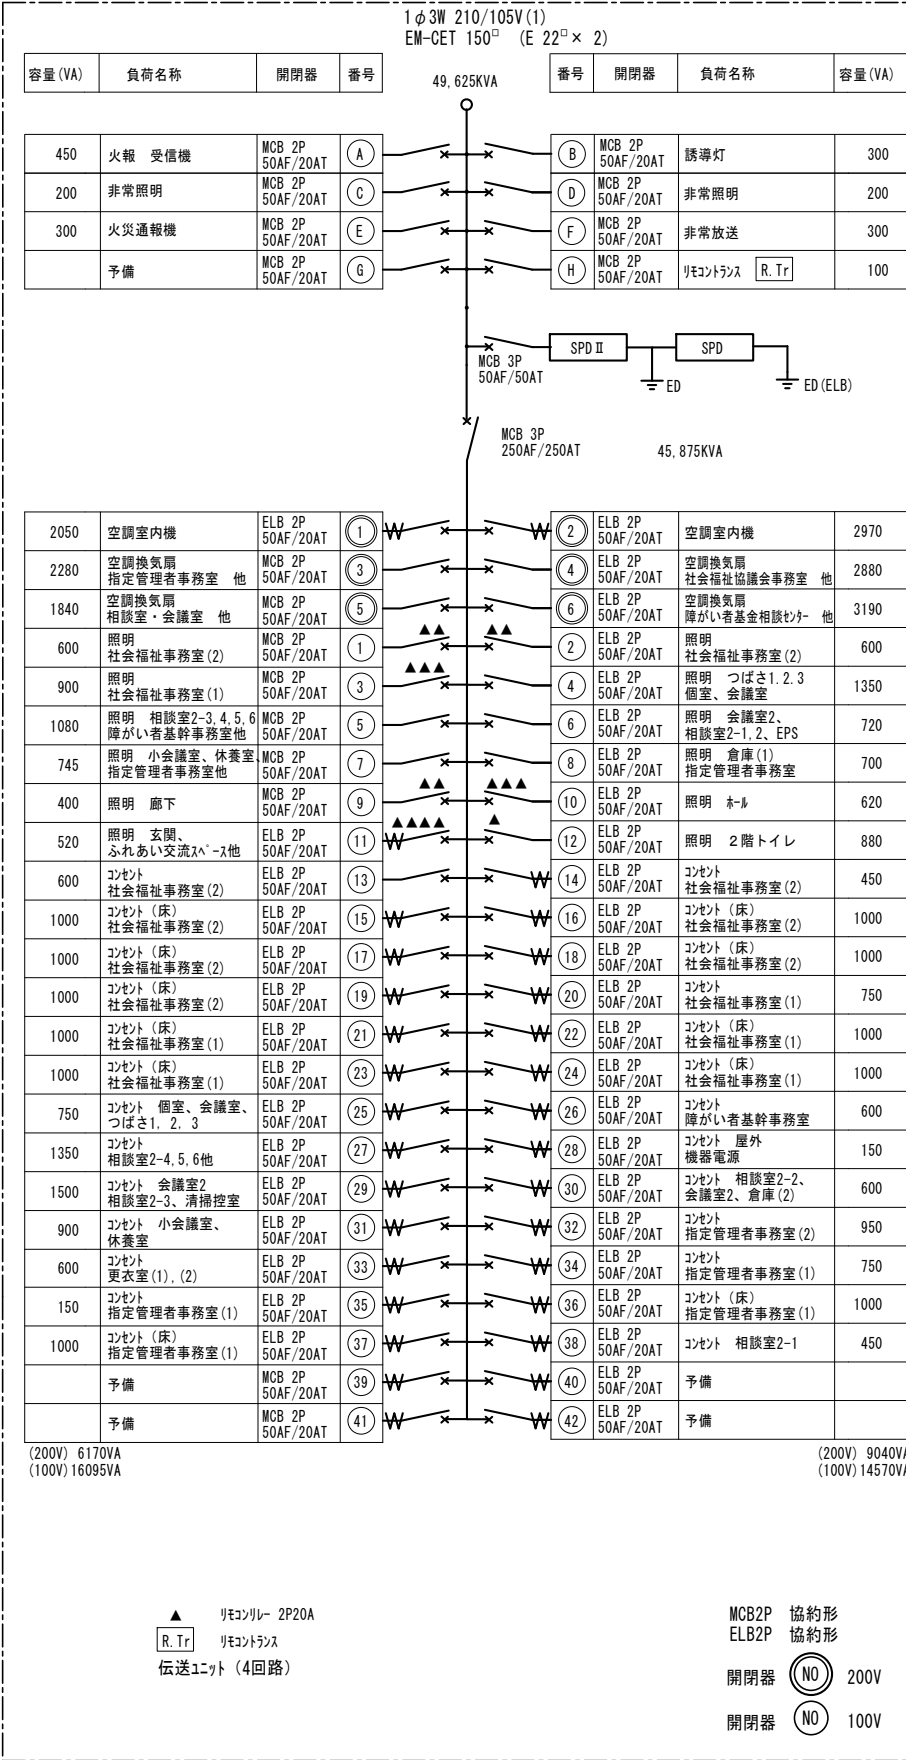 1φ3W 210/105V(1)
EM-CET 150□ (E 22□× 2)
容量(VA) 負荷名称 開閉器 番号
番号 開閉器 負荷名称 容量(VA)
49,625KVA
450 火報 受信機 MCB 2P 50AF/20AT A
B MCB 2P 50AF/20AT 誘導灯 300
200 非常照明 MCB 2P 50AF/20AT C
D MCB 2P 50AF/20AT 非常照明 200
300 火災通報機 MCB 2P 50AF/20AT E
F MCB 2P 50AF/20AT 非常放送 300
予備 MCB 2P 50AF/20AT G
H MCB 2P 50AF/20AT ﾘﾓｺﾝﾄﾗﾝｽ R.Tr 100
MCB 3P
50AF/50AT
SPDⅡ
SPD
ED
ED(ELB)
MCB 3P
250AF/250AT
45,875KVA
2050 空調室内機 ELB 2P 50AF/20AT 1
2 ELB 2P 50AF/20AT 空調室内機 2970
2280 空調換気扇 指定管理者事務室 他 MCB 2P 50AF/20AT 3
4 ELB 2P 50AF/20AT 空調換気扇 社会福祉協議会事務室 他 2880
1840 空調換気扇 相談室・会議室 他 MCB 2P 50AF/20AT 5
6 ELB 2P 50AF/20AT 空調換気扇 障がい者基金相談ｾﾝﾀｰ 他 3190
▲▲ ▲▲
600 照明 社会福祉事務室(2) MCB 2P 50AF/20AT 1
2 ELB 2P 50AF/20AT 照明 社会福祉事務室(2) 600
▲▲▲
900 照明 社会福祉事務室(1) MCB 2P 50AF/20AT 3
4 ELB 2P 50AF/20AT 照明 つばさ1.2.3 個室、会議室 1350
1080 照明 相談室2-3,4,5,6 障がい者基幹事務室他 MCB 2P 50AF/20AT 5
6 ELB 2P 50AF/20AT 照明 会議室2、 相談室2-1,2、EPS 720
745 照明 小会議室、休養室、 指定管理者事務室他 MCB 2P 50AF/20AT 7
8 ELB 2P 50AF/20AT 照明 倉庫(1) 指定管理者事務室 700
▲▲ ▲▲▲
400 照明 廊下 MCB 2P 50AF/20AT 9
10 ELB 2P 50AF/20AT 照明 ﾎｰﾙ 620
▲▲▲▲ ▲
520 照明 玄関、 ふれあい交流ｽﾍﾟｰｽ他 ELB 2P 50AF/20AT 11
12 ELB 2P 50AF/20AT 照明 2階トイレ 880
600 ｺﾝｾﾝﾄ 社会福祉事務室(2) ELB 2P 50AF/20AT 13
14 ELB 2P 50AF/20AT ｺﾝｾﾝﾄ 社会福祉事務室(2) 450
1000 ｺﾝｾﾝﾄ (床) 社会福祉事務室(2) ELB 2P 50AF/20AT 15
16 ELB 2P 50AF/20AT ｺﾝｾﾝﾄ (床) 社会福祉事務室(2) 1000
1000 ｺﾝｾﾝﾄ (床) 社会福祉事務室(2) ELB 2P 50AF/20AT 17
18 ELB 2P 50AF/20AT ｺﾝｾﾝﾄ (床) 社会福祉事務室(2) 1000
1000 ｺﾝｾﾝﾄ (床) 社会福祉事務室(2) ELB 2P 50AF/20AT 19
20 ELB 2P 50AF/20AT ｺﾝｾﾝﾄ 社会福祉事務室(1) 750
1000 ｺﾝｾﾝﾄ (床) 社会福祉事務室(1) ELB 2P 50AF/20AT 21
22 ELB 2P 50AF/20AT ｺﾝｾﾝﾄ (床) 社会福祉事務室(1) 1000
1000 ｺﾝｾﾝﾄ (床) 社会福祉事務室(1) ELB 2P 50AF/20AT 23
24 ELB 2P 50AF/20AT ｺﾝｾﾝﾄ (床) 社会福祉事務室(1) 1000
750 ｺﾝｾﾝﾄ 個室、会議室、 つばさ1, 2, 3 ELB 2P 50AF/20AT 25
26 ELB 2P 50AF/20AT ｺﾝｾﾝﾄ 障がい者基幹事務室 600
1350 ｺﾝｾﾝﾄ 相談室2-4,5,6他 ELB 2P 50AF/20AT 27
28 ELB 2P 50AF/20AT ｺﾝｾﾝﾄ 屋外 機器電源 150
1500 ｺﾝｾﾝﾄ 会議室2 相談室2-3、清掃控室 ELB 2P 50AF/20AT 29
30 ELB 2P 50AF/20AT ｺﾝｾﾝﾄ 相談室2-2、 会議室2、倉庫(2) 600
900 ｺﾝｾﾝﾄ 小会議室、 休養室 ELB 2P 50AF/20AT 31
32 ELB 2P 50AF/20AT ｺﾝｾﾝﾄ 指定管理者事務室(2) 950
600 ｺﾝｾﾝﾄ 更衣室(1),(2) ELB 2P 50AF/20AT 33
34 ELB 2P 50AF/20AT ｺﾝｾﾝﾄ 指定管理者事務室(1) 750
150 ｺﾝｾﾝﾄ 指定管理者事務室(1) ELB 2P 50AF/20AT 35
36 ELB 2P 50AF/20AT ｺﾝｾﾝﾄ (床) 指定管理者事務室(1) 1000
1000 ｺﾝｾﾝﾄ (床) 指定管理者事務室(1) ELB 2P 50AF/20AT 37
38 ELB 2P 50AF/20AT ｺﾝｾﾝﾄ 相談室2-1 450
予備 MCB 2P 50AF/20AT 39
40 ELB 2P 50AF/20AT 予備
予備 MCB 2P 50AF/20AT 41
42 ELB 2P 50AF/20AT 予備
(200V) 6170VA
(100V)16095VA
(200V) 9040VA
(100V)14570VA
▲ ﾘﾓｺﾝﾘﾚｰ 2P20A
R.Tr ﾘﾓｺﾝﾄﾗﾝｽ
伝送ﾕﾆｯﾄ (4回路)
MCB2P 協約形
ELB2P 協約形
開閉器 NO 200V
開閉器 NO 100V